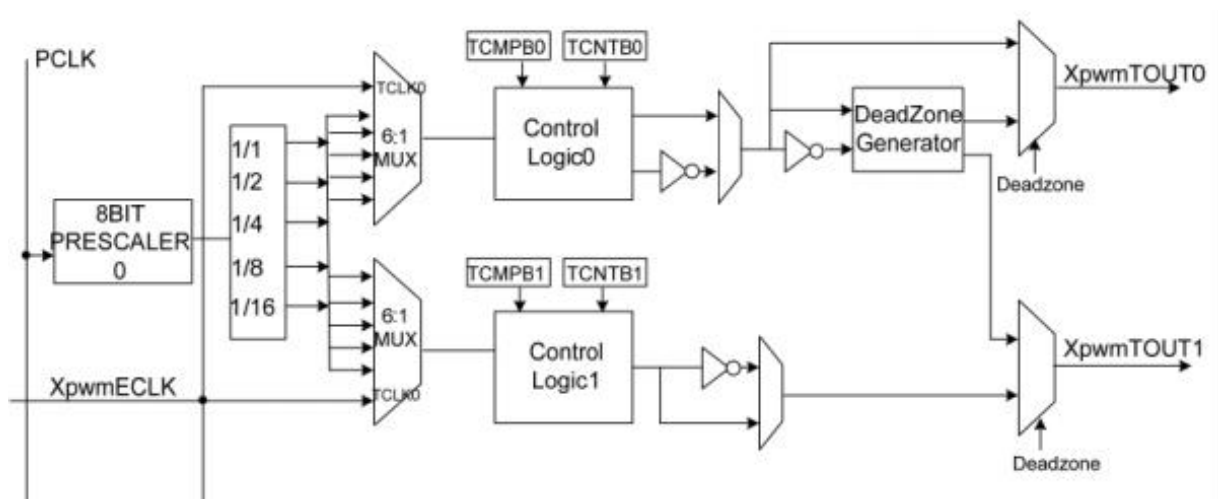 PCLK
TCMPB0
TCNTB0
XpwmTOUT0
TCLK0
6:1
MUX
Control
Logic0
DeadZone
Generator
Deadzone
1/1
1/2
1/4
1/8
1/16
8BIT
PRESCALER
0
TCMPB1
TCNTB1
6:1
MUX
TCLK0
Control
Logic1
XpwmTOUT1
XpwmECLK
Deadzone